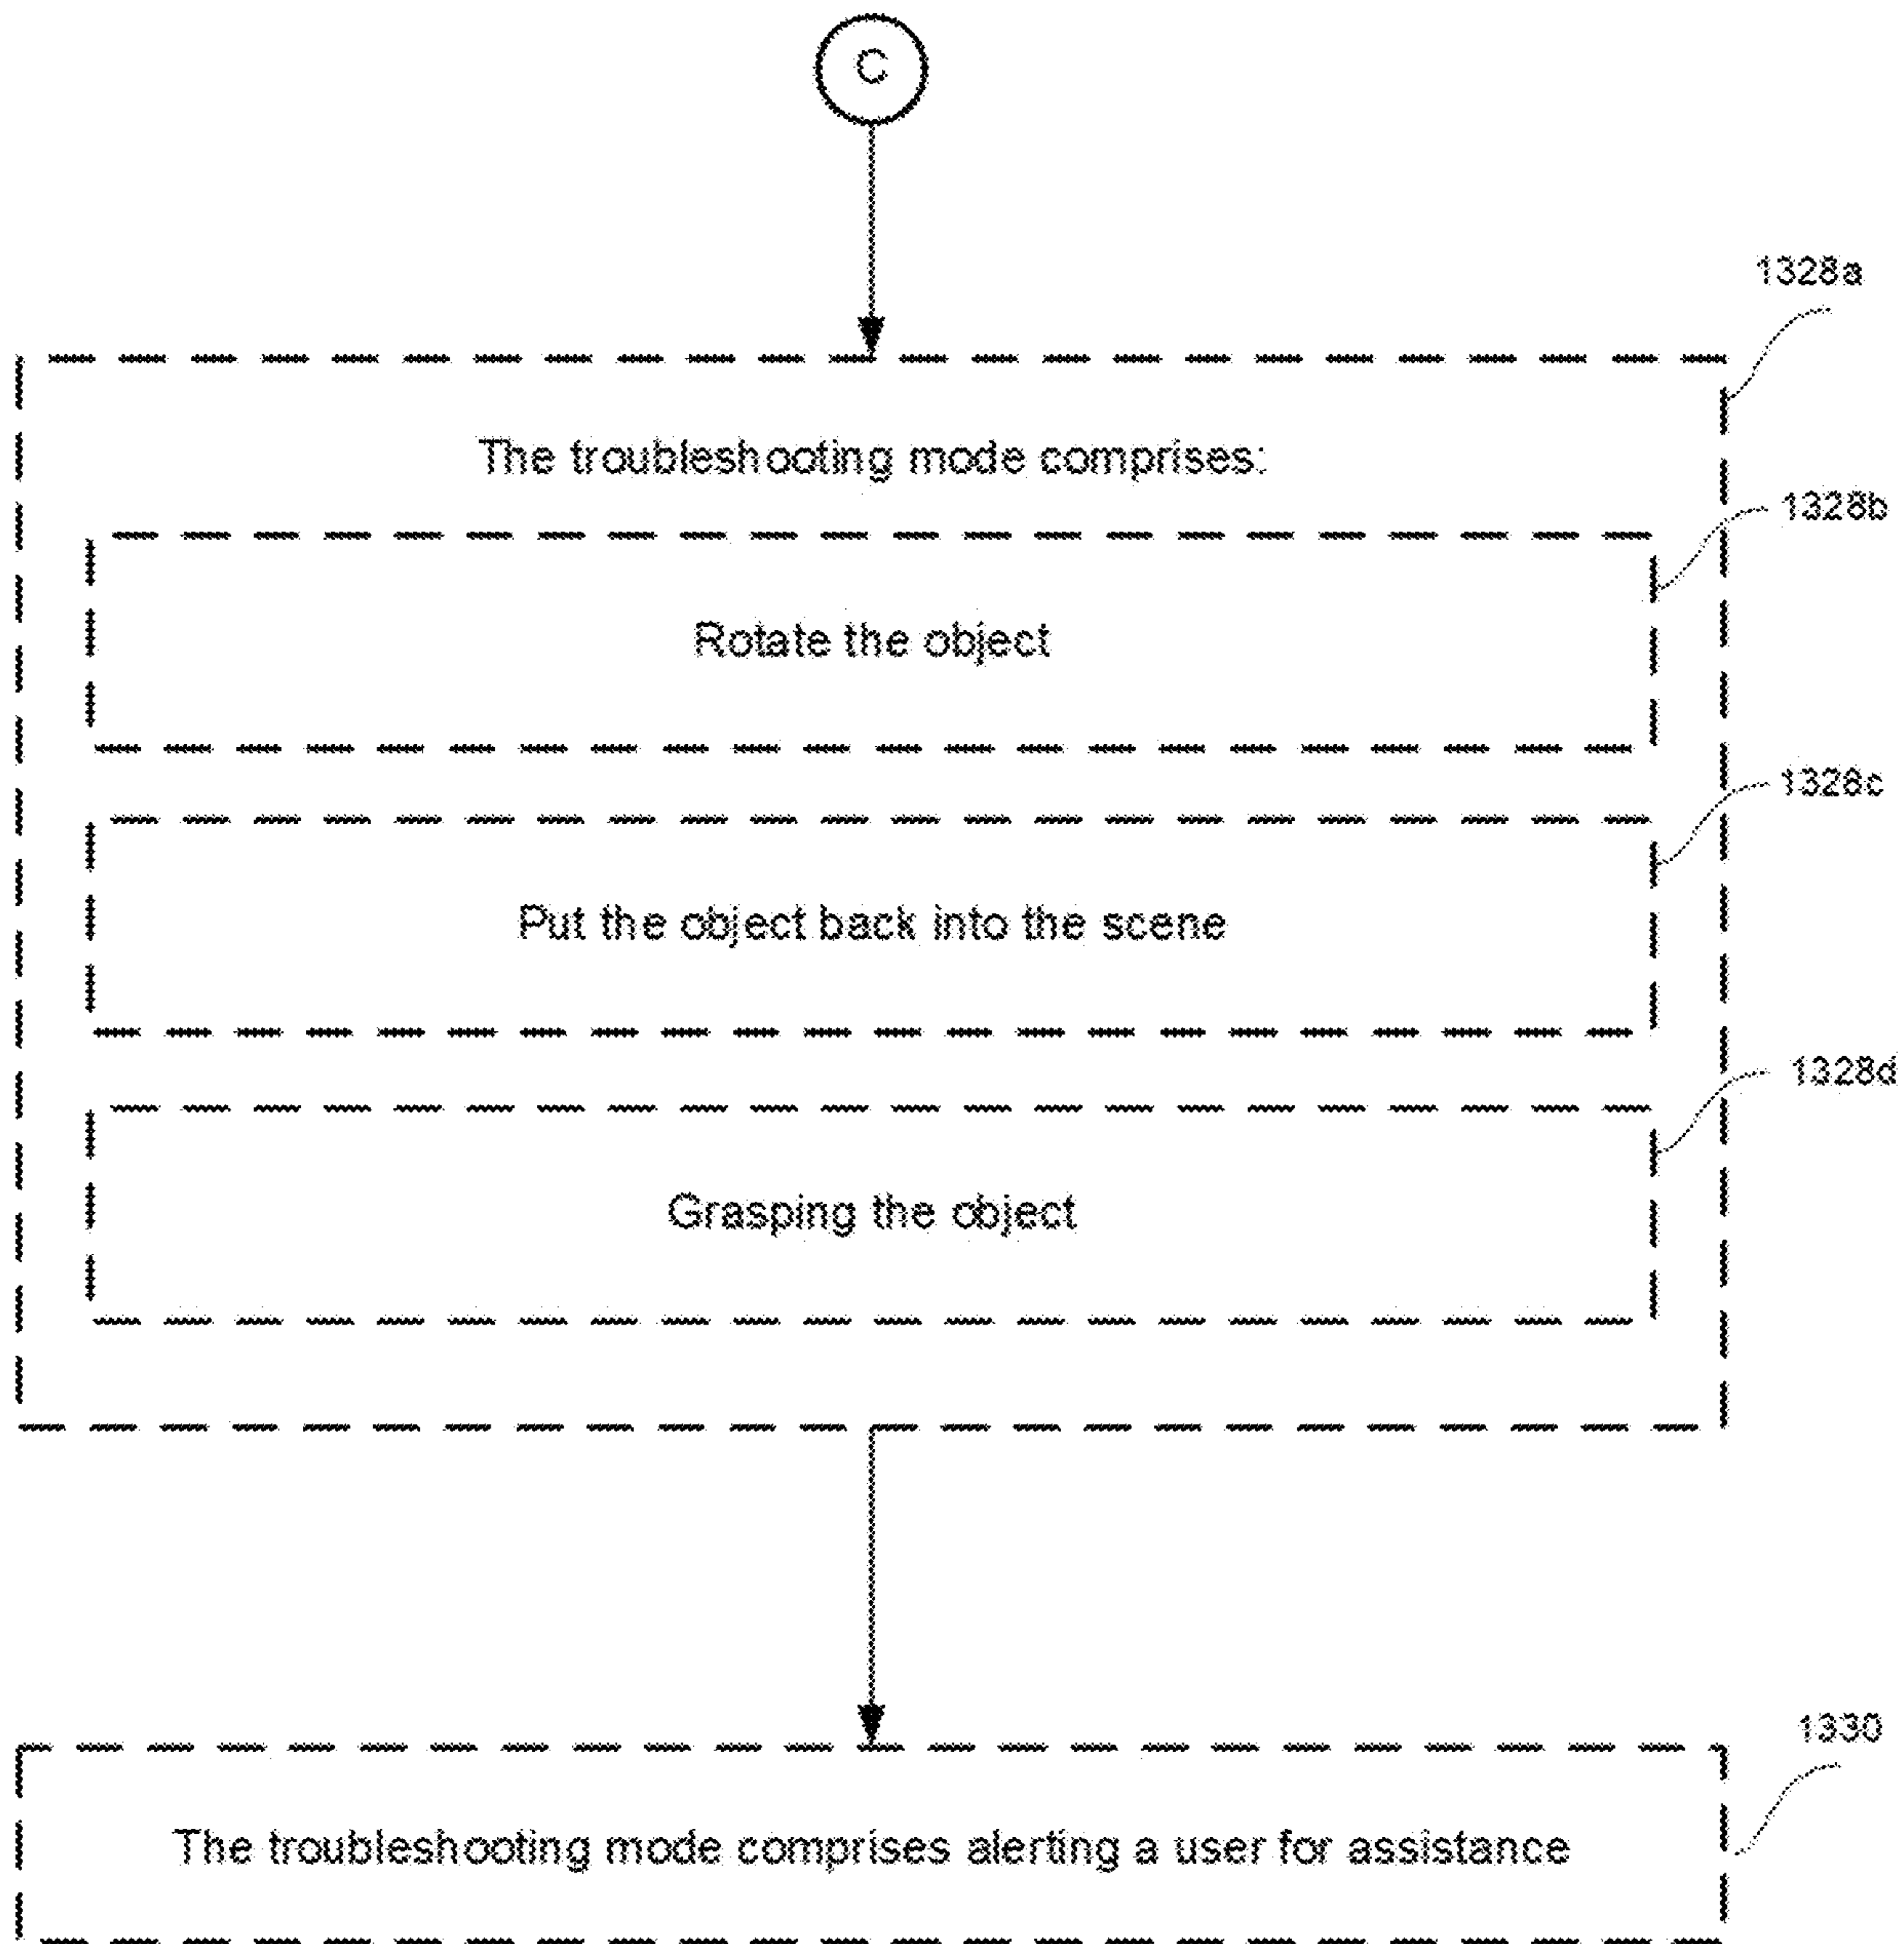 C
1328a
The troubleshooting mode comprises:
1328b
Rotate the object
1328c
Put the object back into the scene
1328d
Grasping the object
1330
The troubleshooting mode comprises alerting a user for assistance